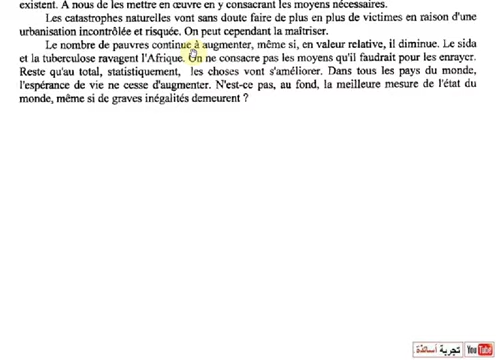 existent. A nous de les mettre en œuvre en y consacrant les moyens nécessaires.
Les catastrophes naturelles vont sans doute faire de plus en plus de victimes en raison d'une
urbanisation incontrôlée et risquée. On peut cependant la maîtriser.
Le nombre de pauvres continue à augmenter, même si, en valeur relative, il diminue. Le sida
et la tuberculose ravagent l'Afrique. On ne consacre pas les moyens qu'il faudrait pour les enrayer.
Reste qu'au total, statistiquement, les choses vont s'améliorer. Dans tous les pays du monde,
l'espérance de vie ne cesse d'augmenter. N'est-ce pas, au fond, la meilleure mesure de l'état du
monde, même si de graves inégalités demeurent ?
تجربة أساتذة YouTube